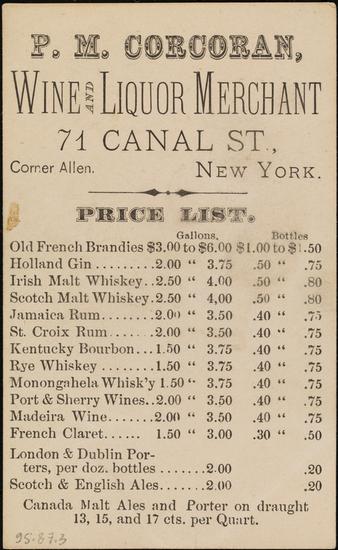 P. M. CORCORAN,
WINE AND LIQUOR MERCHANT
71 CANAL ST.,
Corner Allen. NEW YORK.
PRICE LIST.
Gallons. Bottles
Old French Brandies $3.00 to $6.00 $1.00 to $1.50
Holland Gin ........2.00 “ 3.75 .50 “ .75
Irish Malt Whiskey..2.50 “ 4.00 .50 “ .80
Scotch Malt Whiskey.2.50 “ 4,00 .50 “ .80
Jamaica Rum.......2.00 “ 3.50 .40 “ .75
St. Croix Rum......2.00 “ 3.50 .40 “ .75
Kentucky Bourbon...1.50 “ 3.75 .40 “ .75
Rye Whiskey .......1.50 “ 3.75 .40 “ .75
Monongahela Whisk'y 1.50 “ 3.75 .40 “ .75
Port & Sherry Wines..2.00 “ 3.50 .40 “ .75
Madeira Wine.......2.00 “ 3.50 .40 “ .75
French Claret...... 1.50 “ 3.00 .30 “ .50
London & Dublin Por-
ters, per doz. bottles .......2.00 .20
Scotch & English Ales.......2.00 .20
Canada Malt Ales and Porter on draught
13, 15, and 17 cts. per Quart.
95.87.3